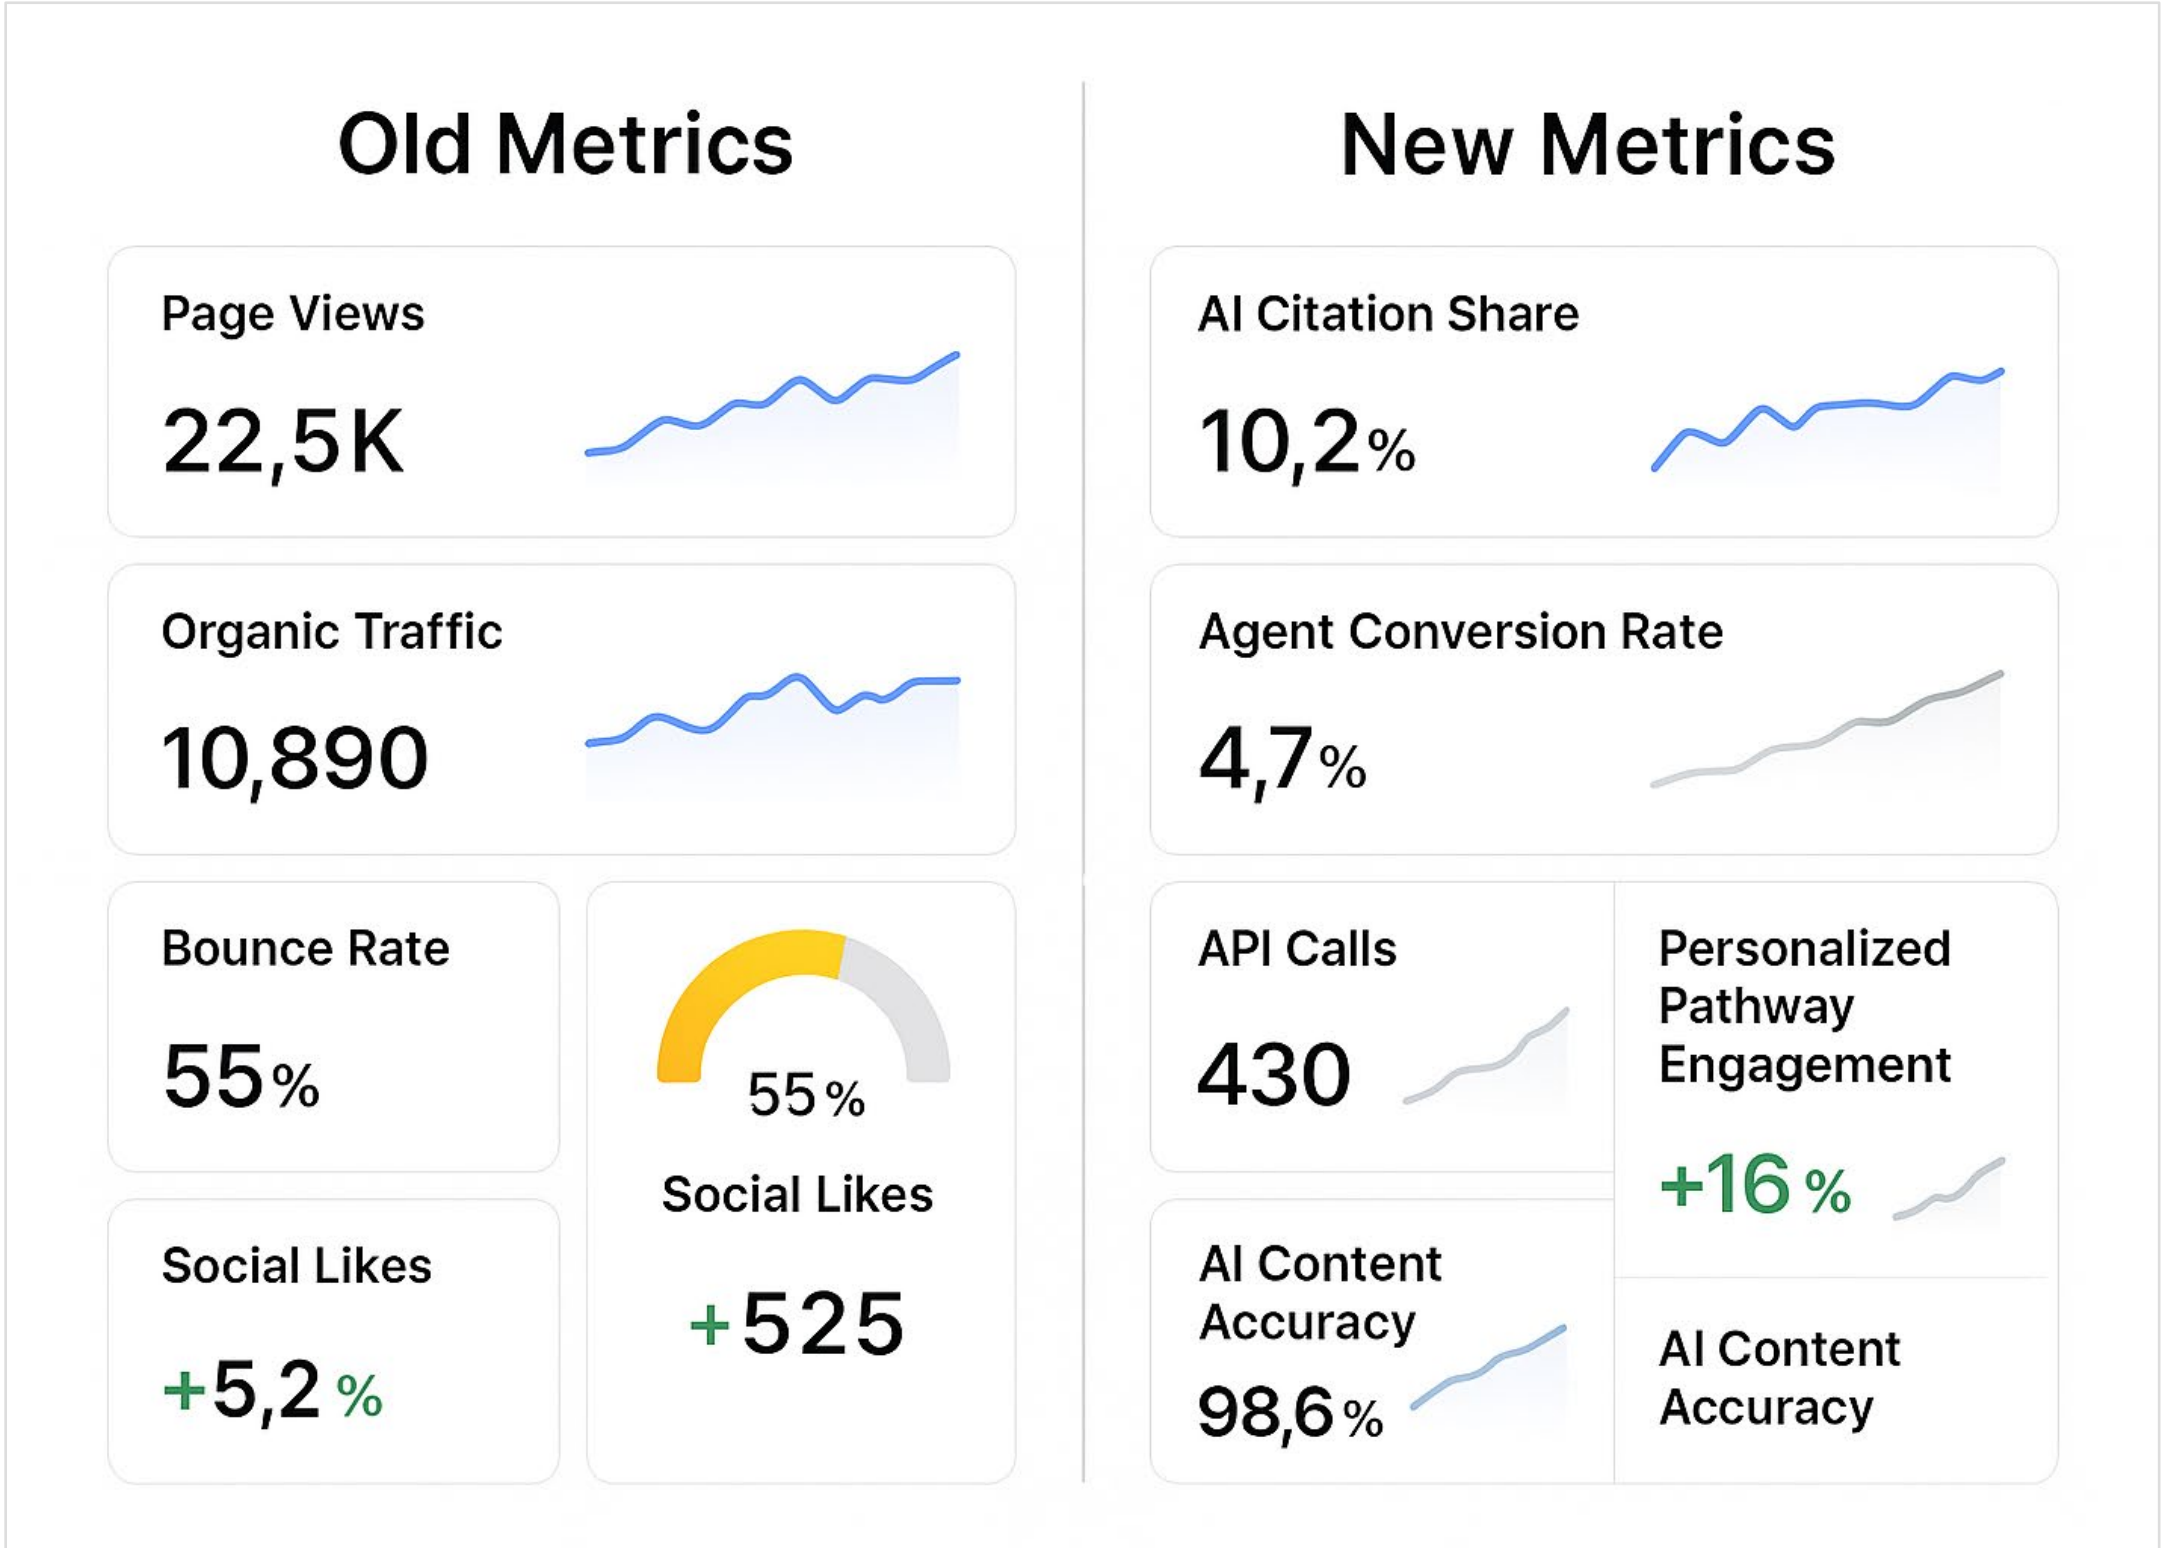 Old Metrics
Page Views
22,5K
Organic Traffic
10,890
Bounce Rate
55%
Social Likes
+5,2 %
55%
Social Likes
+525
New Metrics
AI Citation Share
10,2%
Agent Conversion Rate
4,7%
API Calls
430
AI Content
Accuracy
98,6%
Personalized
Pathway
Engagement
+16 %
AI Content
Accuracy